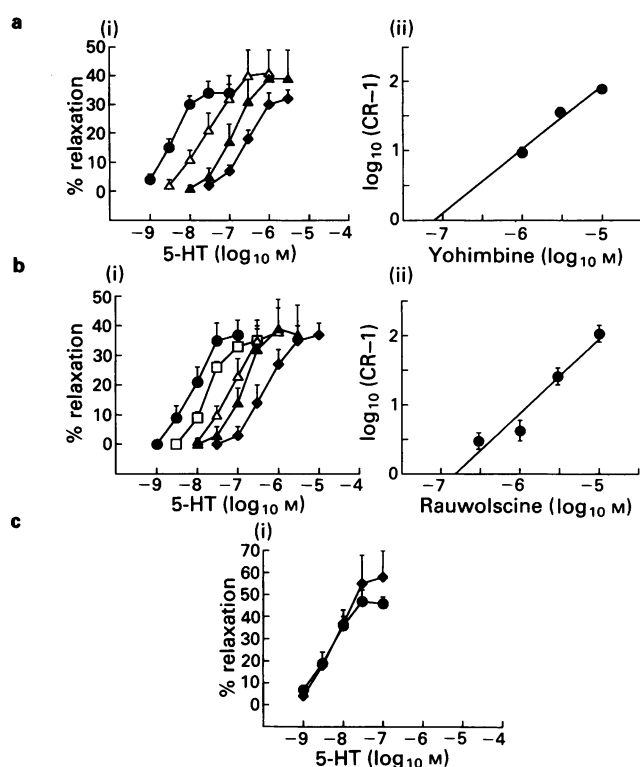 a
(i)
(ii)
50
40
30
20
10
0
% relaxation
−9 −8 −7 −6 −5 −4
5-HT (log₁₀ M)
2
1
0
log₁₀ (CR−1)
−7 −6 −5
Yohimbine (log₁₀ M)
b
(i)
(ii)
50
40
30
20
10
0
% relaxation
−9 −8 −7 −6 −5 −4
5-HT (log₁₀ M)
2
1
0
log₁₀ (CR−1)
−7 −6 −5
Rauwolscine (log₁₀ M)
c
(i)
70
60
50
40
30
20
10
0
% relaxation
−9 −8 −7 −6 −5 −4
5-HT (log₁₀ M)